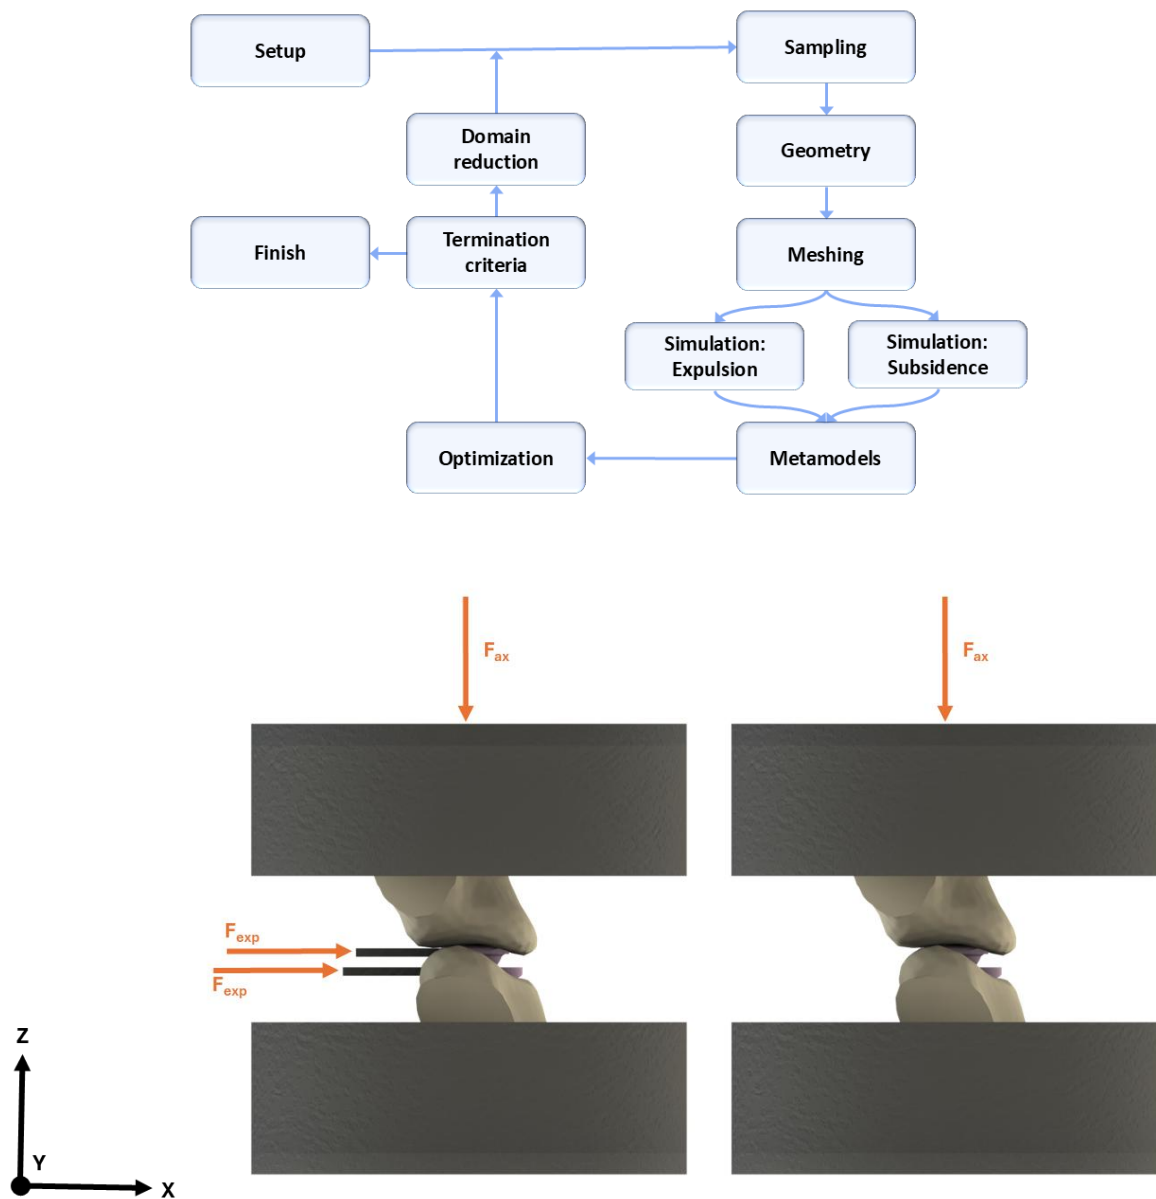 Setup
Sampling
Domain
reduction
Geometry
Finish
Termination
criteria
Meshing
Simulation:
Expulsion
Simulation:
Subsidence
Optimization
Metamodels
Fax
Fax
Fexp
Fexp
Z
Y
X